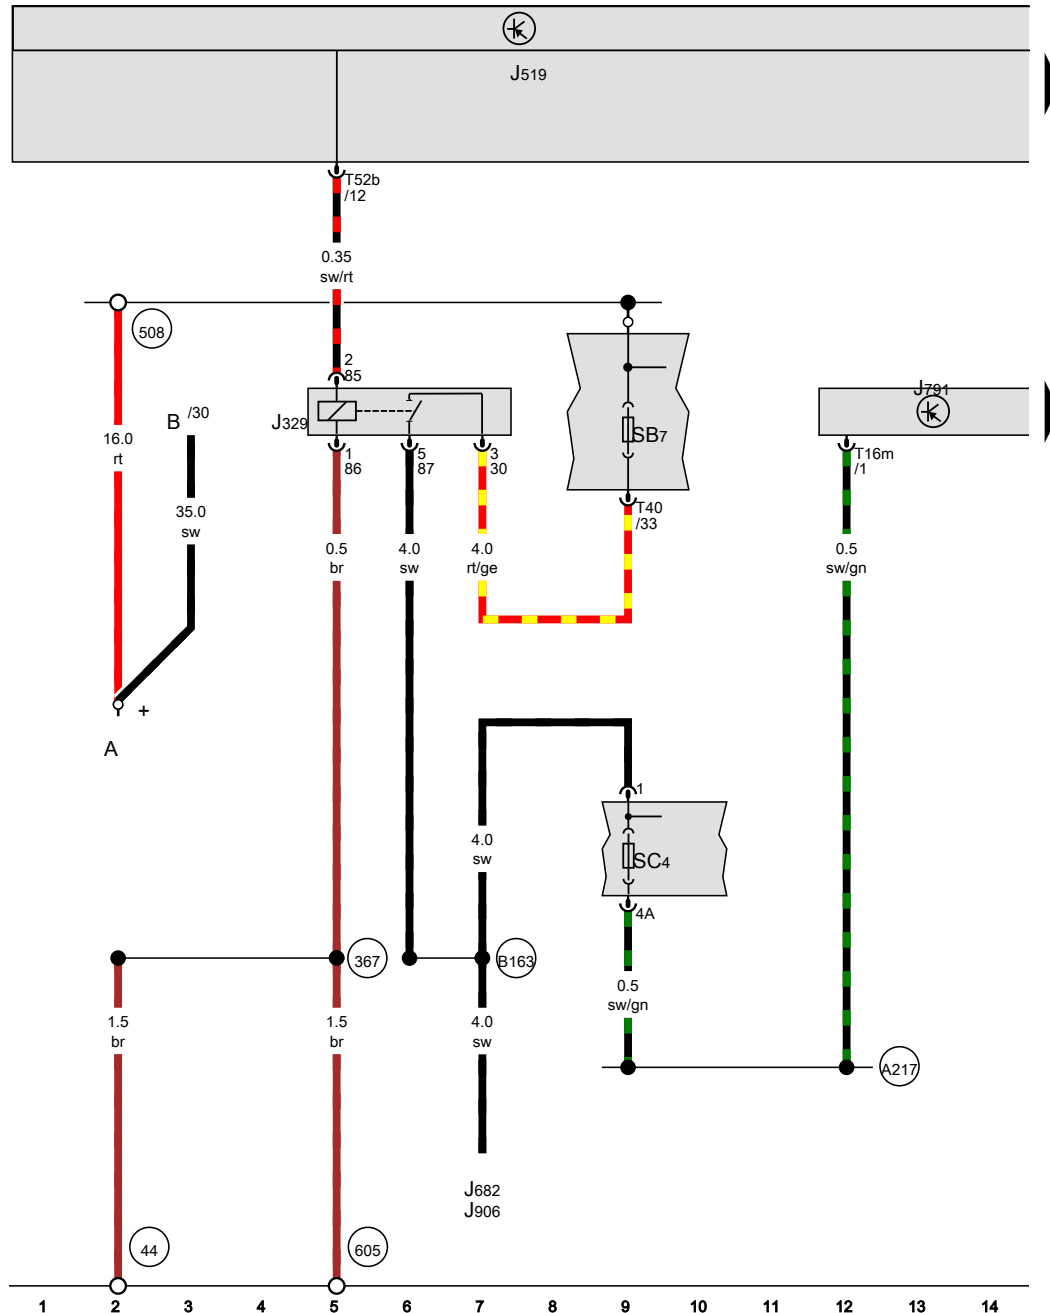 J519
T52b
/12
0.35
sw/rt
508
2
85
J329
J791
B /30
16.0
rt
SB7
1
86
5
87
3
30
T16m
/1
35.0
sw
T40
/33
0.5
br
4.0
sw
4.0
rt/ge
0.5
sw/gn
+
A
1
4.0
sw
SC4
4A
367
B163
0.5
sw/gn
1.5
br
1.5
br
4.0
sw
A217
J682
J906
44
605
1 2 3 4 5 6 7 8 9 10 11 12 13 14